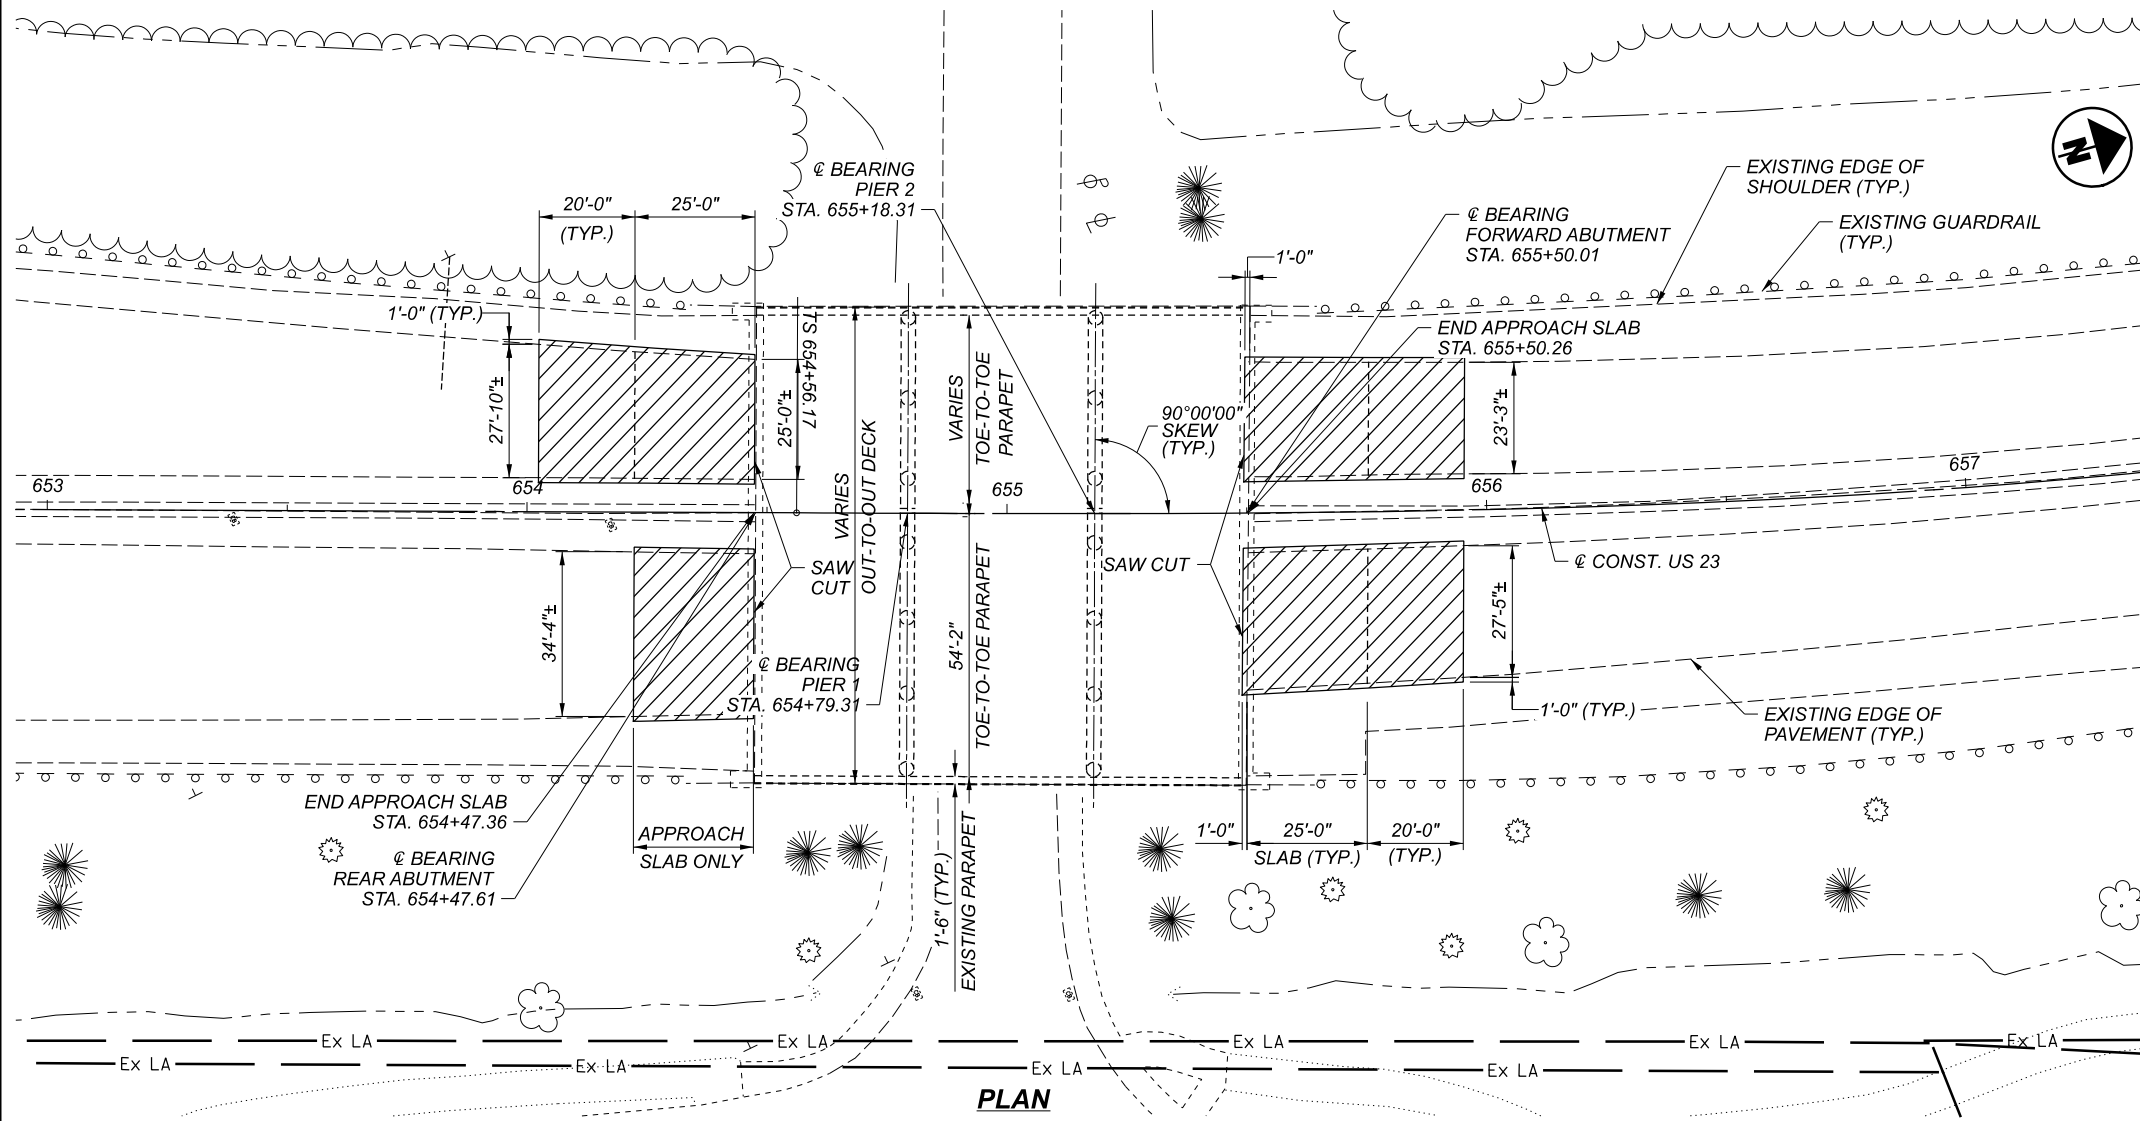 ℄ BEARING
PIER 2
STA. 655+18.31
20'-0"
(TYP.)
25'-0"
1'-0" (TYP.)
27'-10"±
TS 654+56.17
25'-0"±
VARIES
OUT-TO-OUT DECK
VARIES
TOE-TO-TOE
PARAPET
90°00'00"
SKEW
(TYP.)
1'-0"
℄ BEARING
FORWARD ABUTMENT
STA. 655+50.01
EXISTING EDGE OF
SHOULDER (TYP.)
EXISTING GUARDRAIL
(TYP.)
N
END APPROACH SLAB
STA. 655+50.26
23'-3"±
653
654
655
656
657
34'-4"±
SAW
CUT
SAW CUT
℄ CONST. US 23
27'-5"±
54'-2"
TOE-TO-TOE PARAPET
℄ BEARING
PIER 1
STA. 654+79.31
1'-0" (TYP.)
EXISTING EDGE OF
PAVEMENT (TYP.)
END APPROACH SLAB
STA. 654+47.36
℄ BEARING
REAR ABUTMENT
STA. 654+47.61
APPROACH
SLAB ONLY
1'-6" (TYP.)
EXISTING PARAPET
1'-0"
25'-0"
SLAB (TYP.)
20'-0"
(TYP.)
Ex LA
Ex LA
Ex LA
Ex LA
Ex LA
Ex LA
Ex LA
Ex LA
Ex LA
PLAN